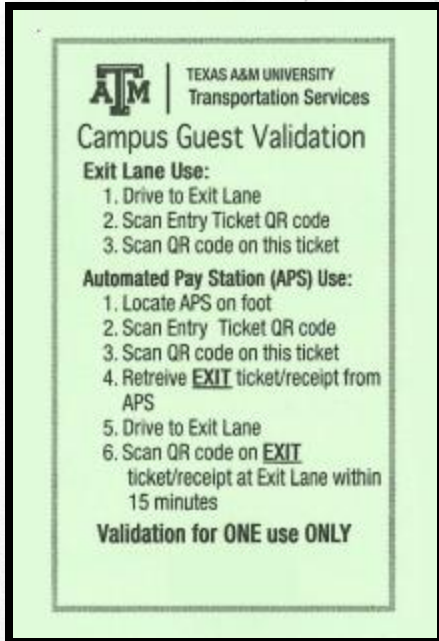 ATM
TEXAS A&M UNIVERSITY
Transportation Services
Campus Guest Validation
Exit Lane Use:
1. Drive to Exit Lane
2. Scan Entry Ticket QR code
3. Scan QR code on this ticket
Automated Pay Station (APS) Use:
1. Locate APS on foot
2. Scan Entry Ticket QR code
3. Scan QR code on this ticket
4. Retreive EXIT ticket/receipt from
APS
5. Drive to Exit Lane
6. Scan QR code on EXIT
ticket/receipt at Exit Lane within
15 minutes
Validation for ONE use ONLY